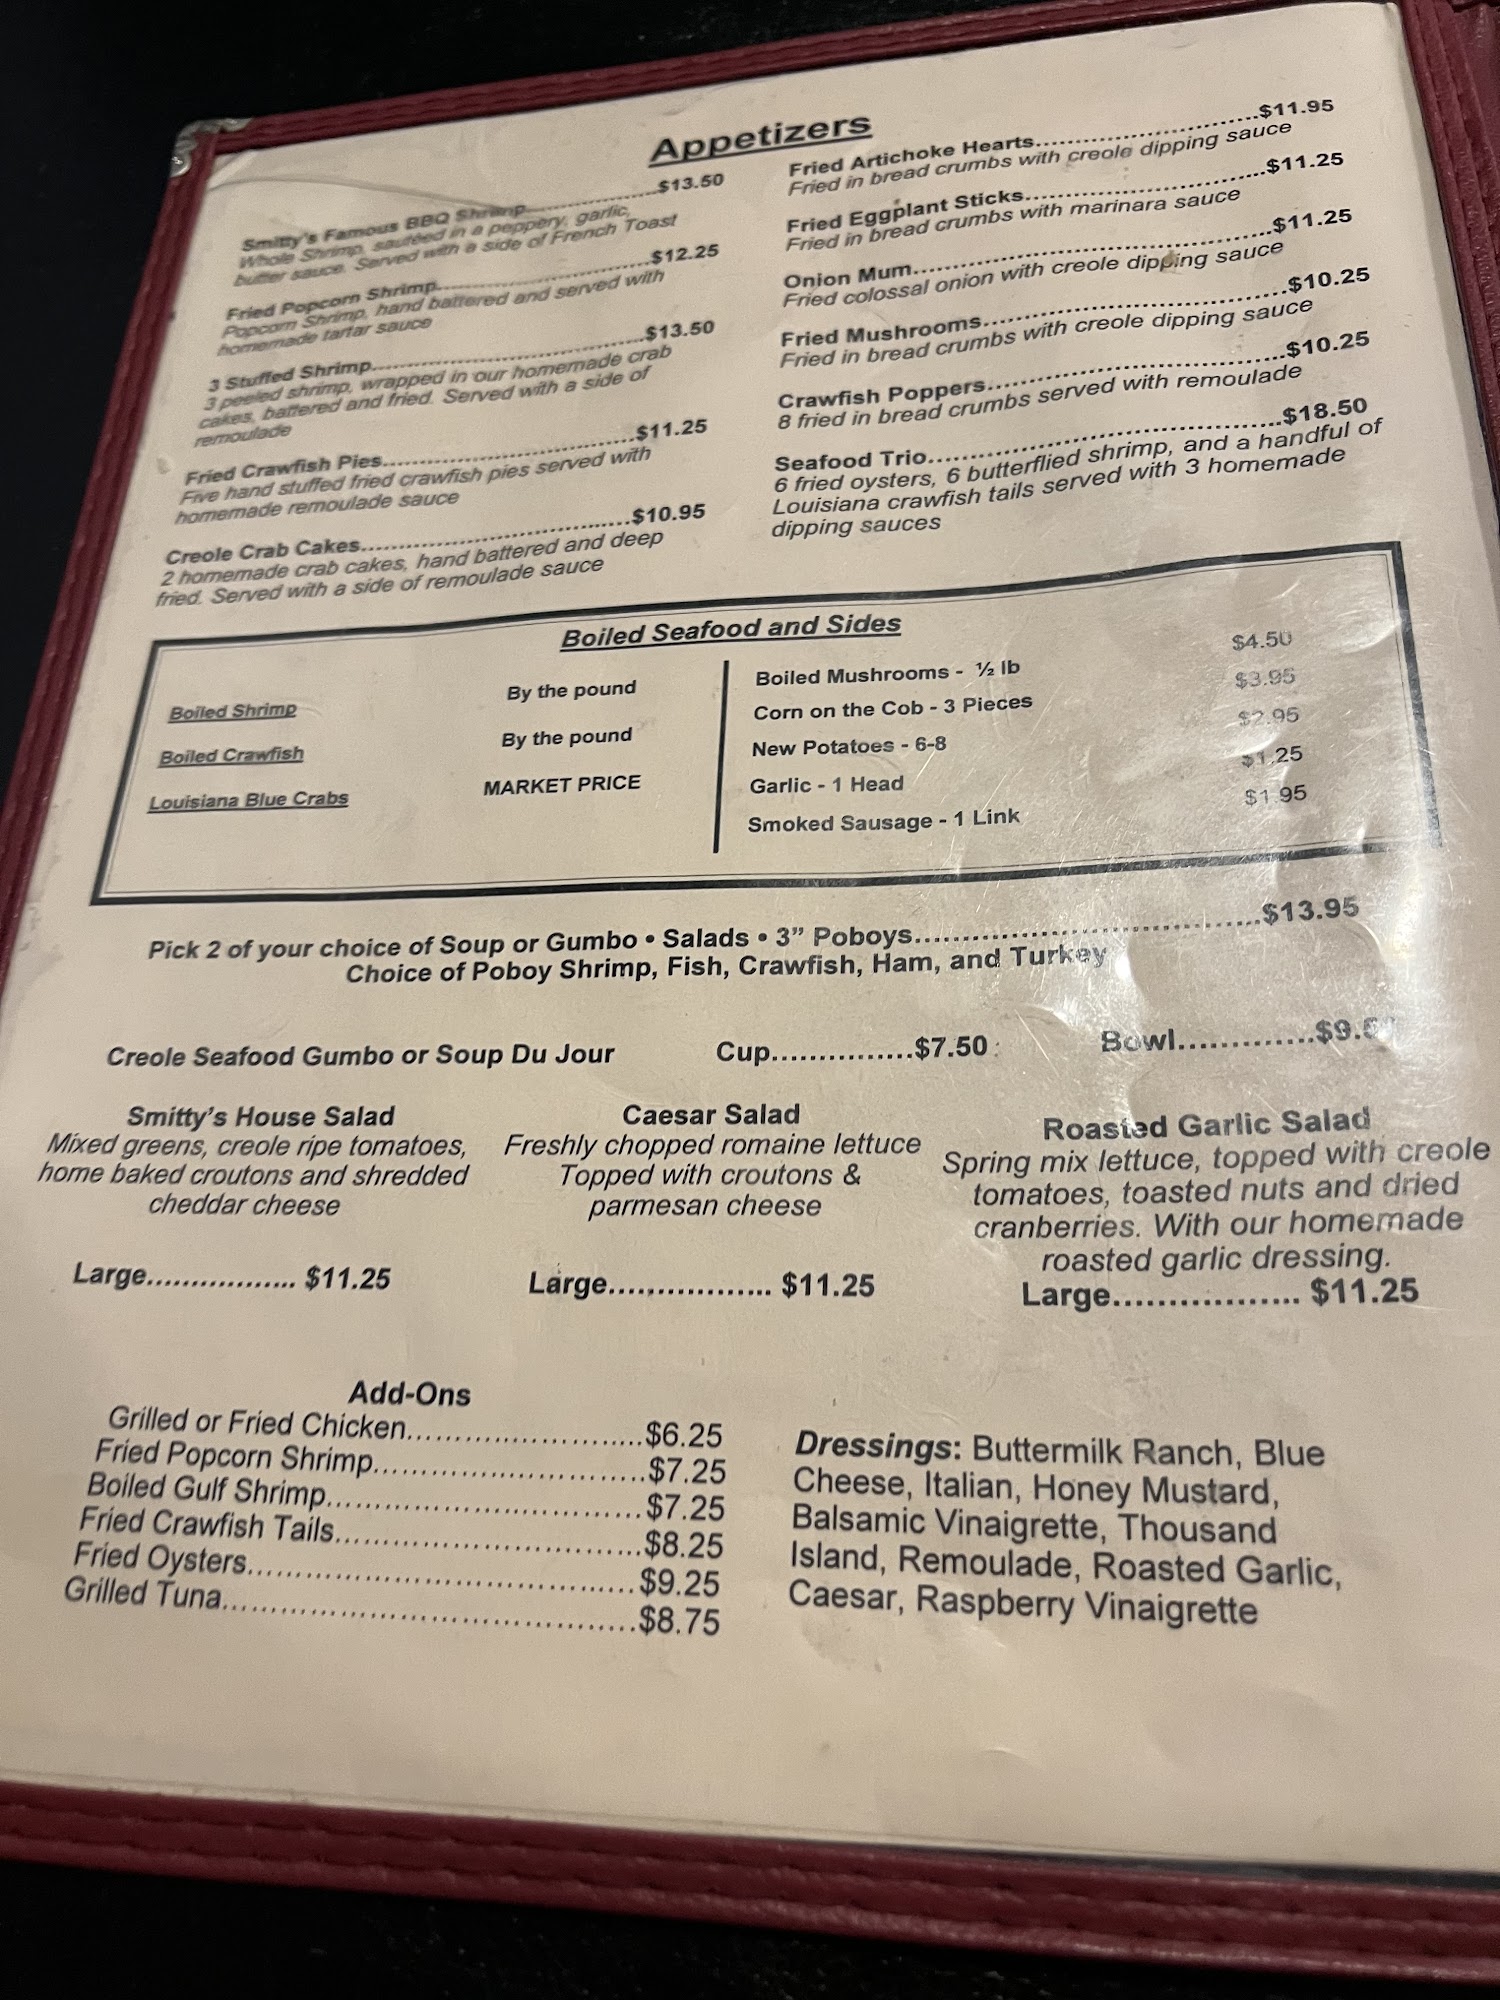 Appetizers
Smitty's Famous BBQ Shrimp....................$13.50
Whole Shrimp, sautéed in a peppery, garlic,
butter sauce. Served with a side of French Toast
Fried Popcorn Shrimp..............................$12.25
Popcorn Shrimp, hand battered and served with
homemade tartar sauce
3 Stuffed Shrimp......................................$13.50
3 peeled shrimp, wrapped in our homemade crab
cakes, battered and fried. Served with a side of
remoulade
Fried Crawfish Pies...................................$11.25
Five hand stuffed fried crawfish pies served with
homemade remoulade sauce
Creole Crab Cakes.....................................$10.95
2 homemade crab cakes, hand battered and deep
fried. Served with a side of remoulade sauce
Fried Artichoke Hearts..............................$11.95
Fried in bread crumbs with creole dipping sauce
Fried Eggplant Sticks................................$11.25
Fried in bread crumbs with marinara sauce
Onion Mum...............................................$11.25
Fried colossal onion with creole dipping sauce
Fried Mushrooms.......................................$10.25
Fried in bread crumbs with creole dipping sauce
Crawfish Poppers......................................$10.25
8 fried in bread crumbs served with remoulade
Seafood Trio..............................................$18.50
6 fried oysters, 6 butterflied shrimp, and a handful of
Louisiana crawfish tails served with 3 homemade
dipping sauces
Boiled Seafood and Sides
Boiled Shrimp By the pound
Boiled Crawfish By the pound
Louisiana Blue Crabs MARKET PRICE
Boiled Mushrooms - ½ lb $4.50
Corn on the Cob - 3 Pieces $3.95
New Potatoes - 6-8 $2.95
Garlic - 1 Head $1.25
Smoked Sausage - 1 Link $1.95
Pick 2 of your choice of Soup or Gumbo • Salads • 3” Poboys......................................$13.95
Choice of Poboy Shrimp, Fish, Crawfish, Ham, and Turkey
Creole Seafood Gumbo or Soup Du Jour Cup...............$7.50 Bowl.............
Smitty's House Salad
Mixed greens, creole ripe tomatoes,
home baked croutons and shredded
cheddar cheese
Large.................. $11.25
Caesar Salad
Freshly chopped romaine lettuce
Topped with croutons &
parmesan cheese
Large.................. $11.25
Roasted Garlic Salad
Spring mix lettuce, topped with creole
tomatoes, toasted nuts and dried
cranberries. With our homemade
roasted garlic dressing.
Large.................. $11.25
Add-Ons
Grilled or Fried Chicken..........................$6.25
Fried Popcorn Shrimp..............................$7.25
Boiled Gulf Shrimp...................................$7.25
Fried Crawfish Tails..................................$8.25
Fried Oysters...........................................$9.25
Grilled Tuna.............................................$8.75
Dressings: Buttermilk Ranch, Blue
Cheese, Italian, Honey Mustard,
Balsamic Vinaigrette, Thousand
Island, Remoulade, Roasted Garlic,
Caesar, Raspberry Vinaigrette